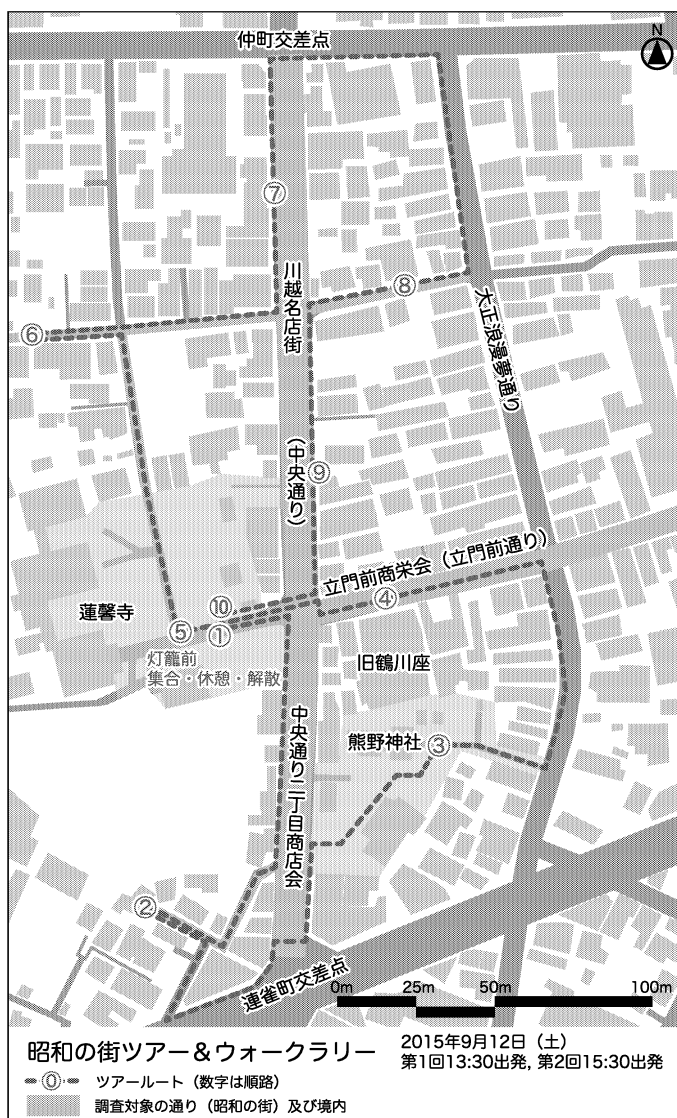 仲町交差点
N
⑦
川越名店街
⑧
大正浪漫夢通り
⑥
（中央通り）
⑨
立門前商栄会（立門前通り）
④
⑩
①
⑤
蓮馨寺
灯籠前
集合・休憩・解散
旧鶴川座
熊野神社
③
中央通り二丁目商店会
②
連雀町交差点
0m 25m 50m 100m
昭和の街ツアー＆ウォークラリー
2015年9月12日（土）
第1回13:30出発, 第2回15:30出発
⓪ ツアールート（数字は順路）
調査対象の通り（昭和の街）及び境内